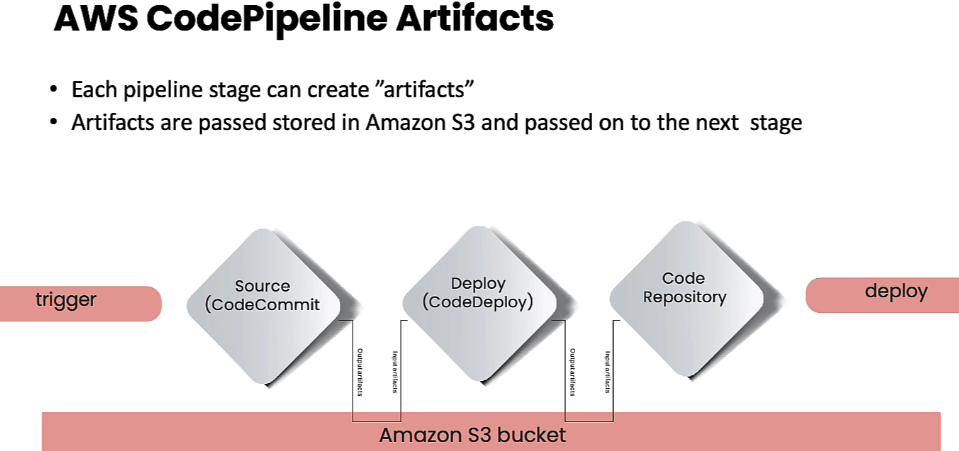 AWS CodePipeline Artifacts
• Each pipeline stage can create ”artifacts”
• Artifacts are passed stored in Amazon S3 and passed on to the next stage
trigger
Source
(CodeCommit
Deploy
(CodeDeploy)
Code
Repository
deploy
Output artifacts
Input artifacts
Output artifacts
Input artifacts
Amazon S3 bucket